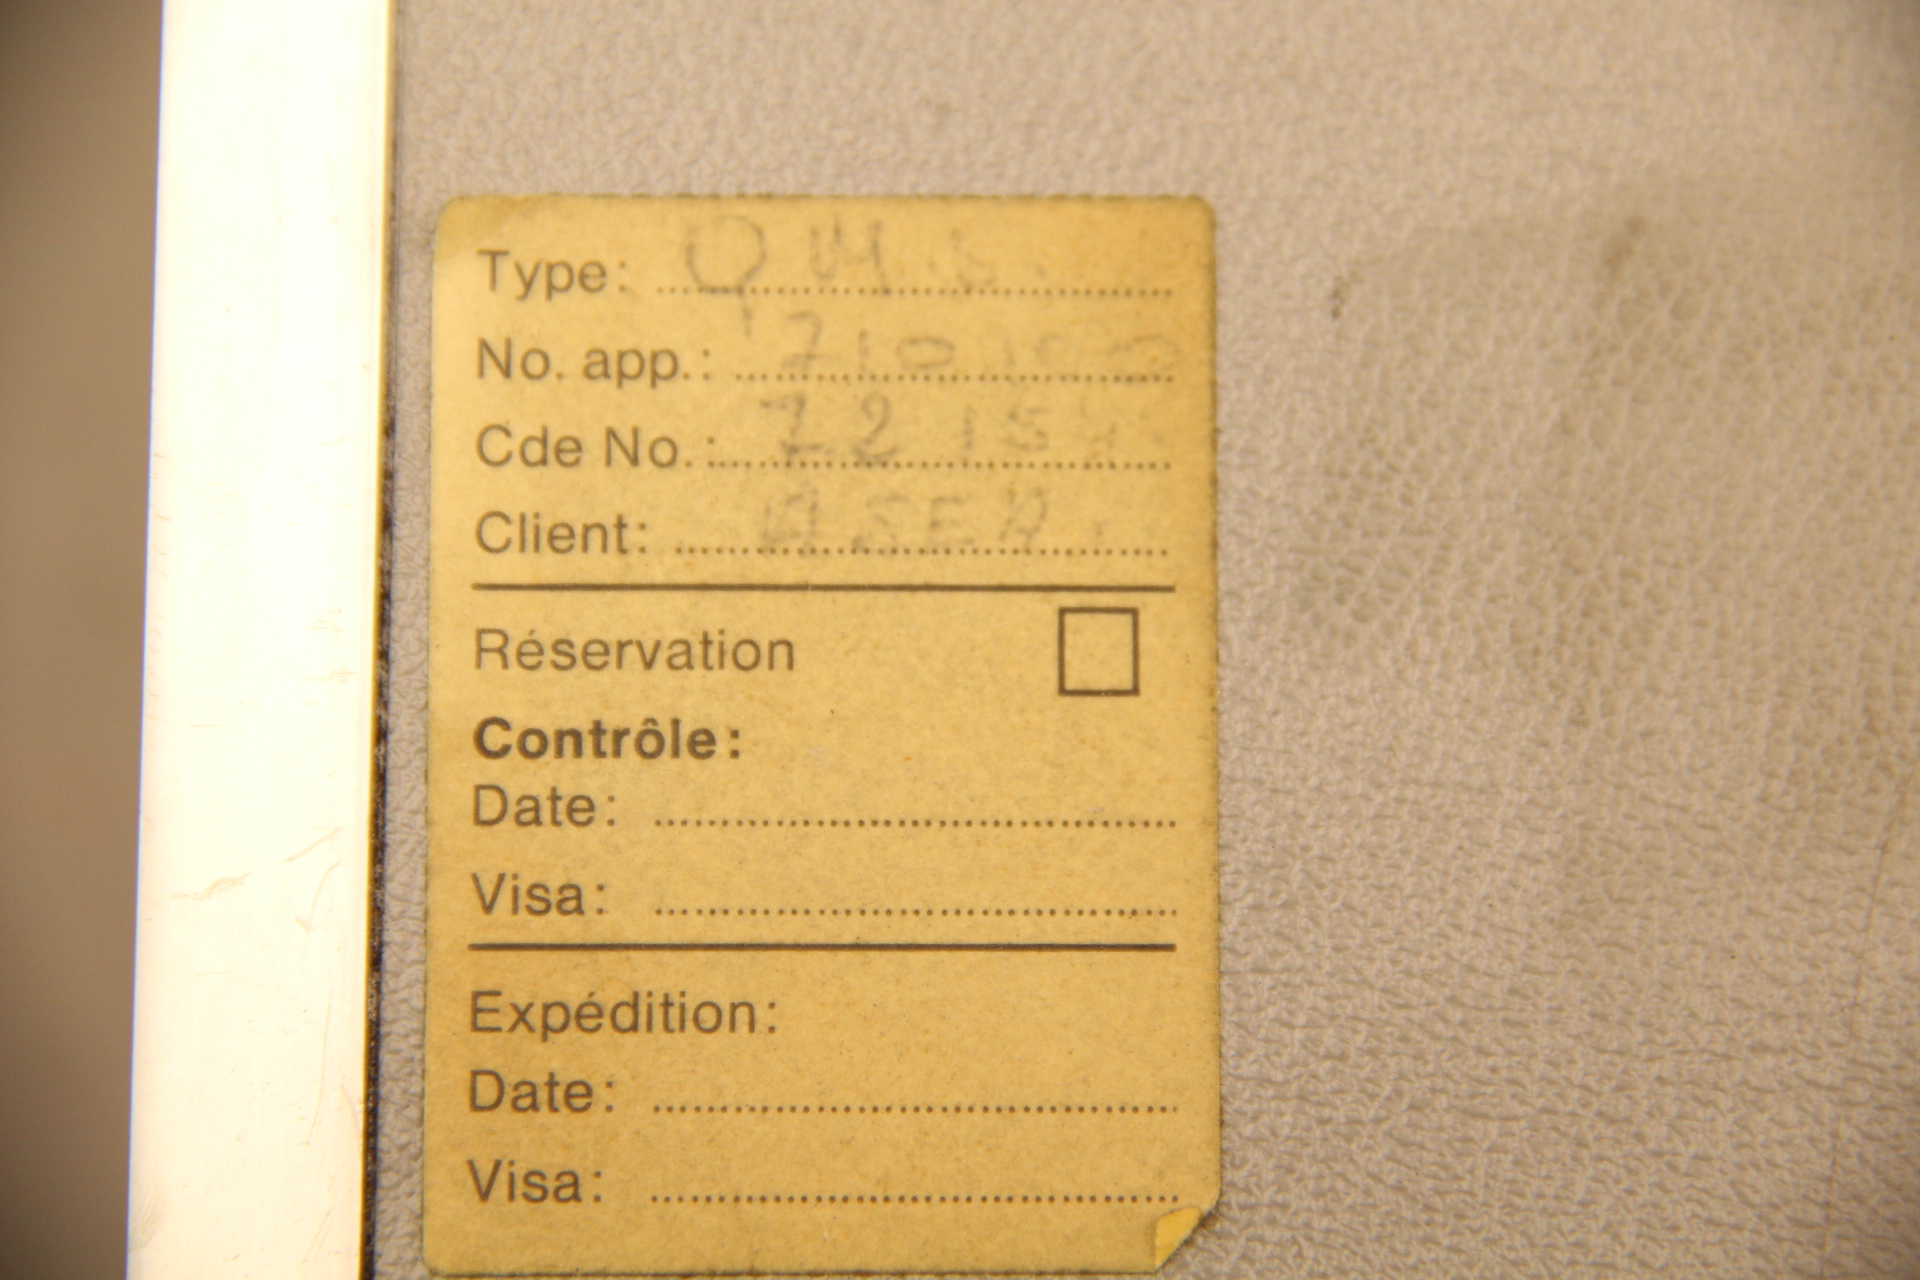 Type:
No. app.:
Cde No.:
Client:
Réservation
Contrôle:
Date:
Visa:
Expédition:
Date:
Visa: